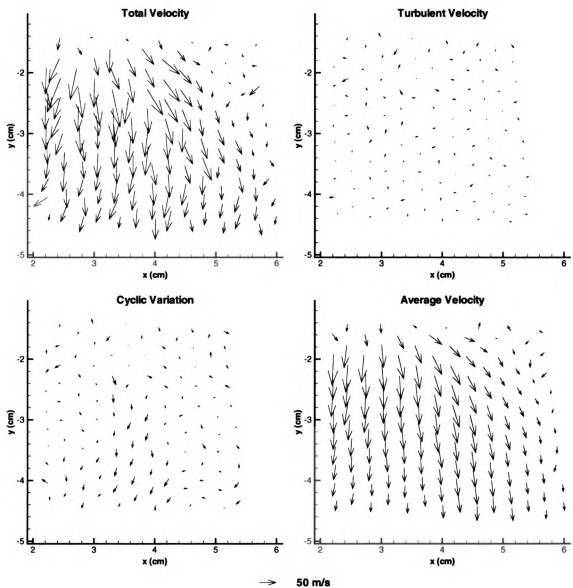 Total Velocity
Turbulent Velocity
y (cm)
-2
-3
-4
-5
2 3 4 5 6
x (cm)
y (cm)
-2
-3
-4
-5
2 3 4 5 6
x (cm)
Cyclic Variation
Average Velocity
y (cm)
-2
-3
-4
-5
2 3 4 5 6
x (cm)
y (cm)
-2
-3
-4
-5
2 3 4 5 6
x (cm)
50 m/s